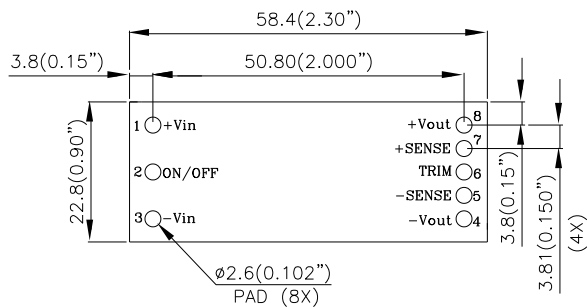 58.4(2.30”)
3.8(0.15”)
50.80(2.000”)
1 +Vin
2 ON/OFF
3 -Vin
+Vout 8
+SENSE 7
TRIM 6
-SENSE 5
-Vout 4
22.8(0.90”)
3.8(0.15”)
3.81(0.150”)
(4X)
ø2.6(0.102”)
PAD (8X)